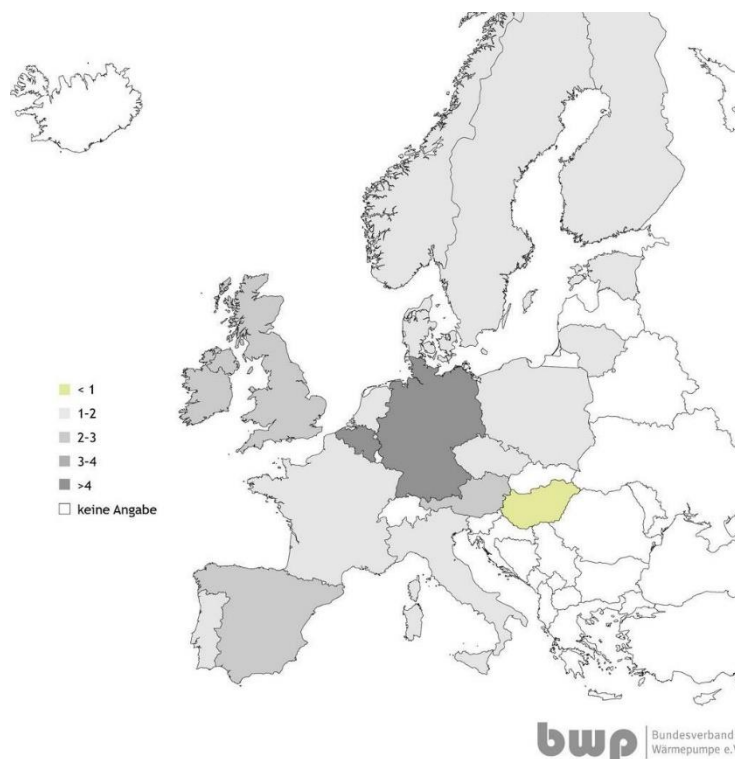 < 1
1-2
2-3
3-4
>4
keine Angabe
bwp
Bundesverband
Wärmepumpe e.V